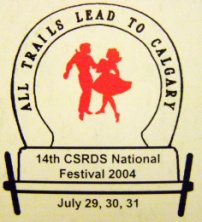 ALL TRAILS LEAD TO CALGARY
14th CSRDS National
Festival 2004
July 29, 30, 31